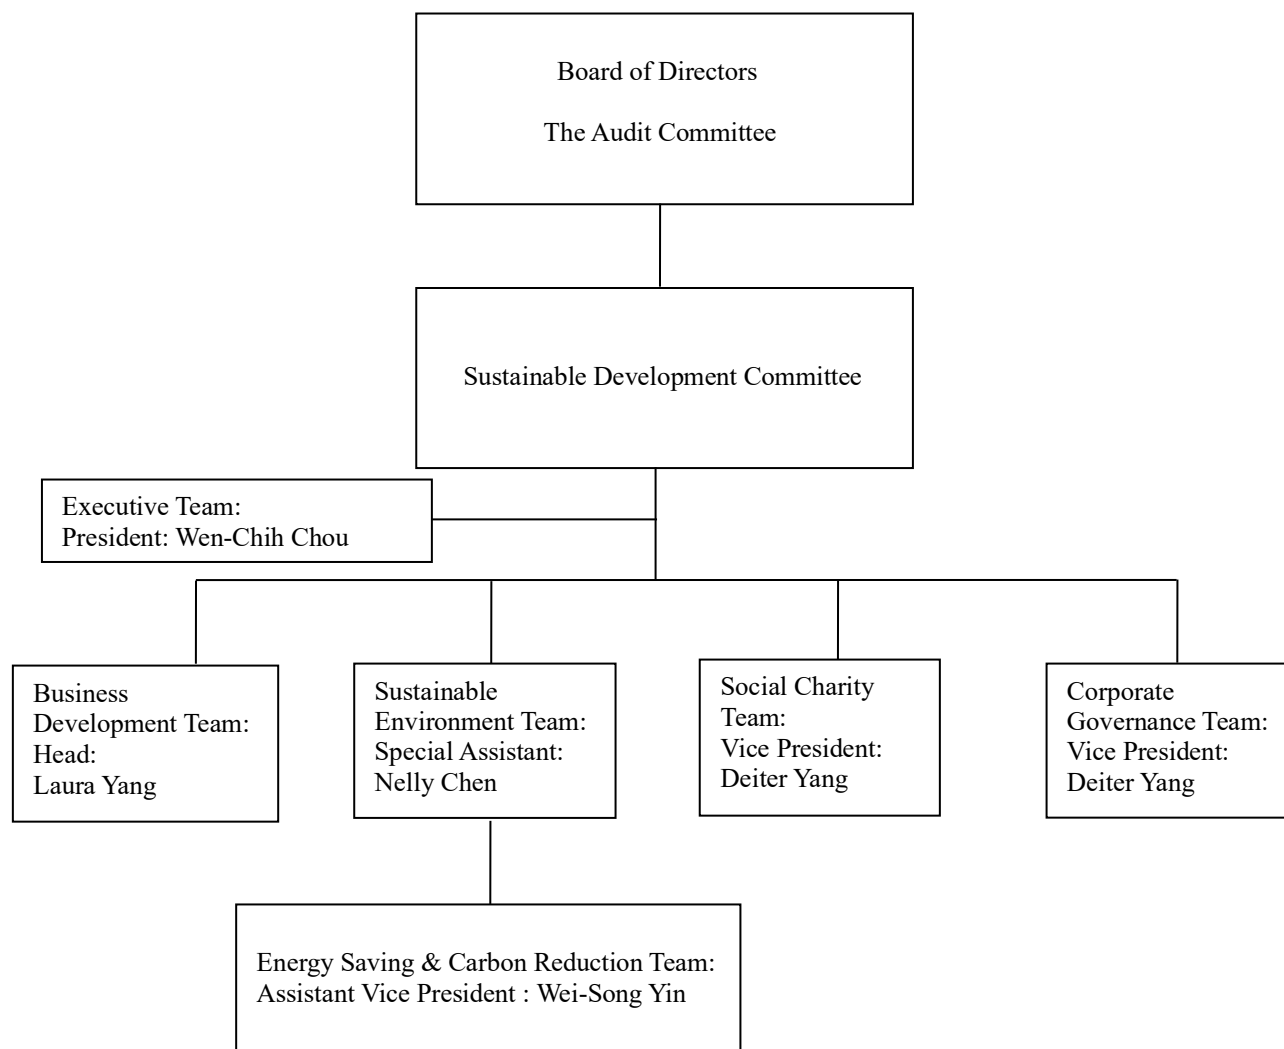 Board of Directors
The Audit Committee
Sustainable Development Committee
Executive Team:
President: Wen-Chih Chou
Business
Development Team:
Head:
Laura Yang
Sustainable
Environment Team:
Special Assistant:
Nelly Chen
Social Charity
Team:
Vice President:
Deiter Yang
Corporate
Governance Team:
Vice President:
Deiter Yang
Energy Saving & Carbon Reduction Team:
Assistant Vice President : Wei-Song Yin